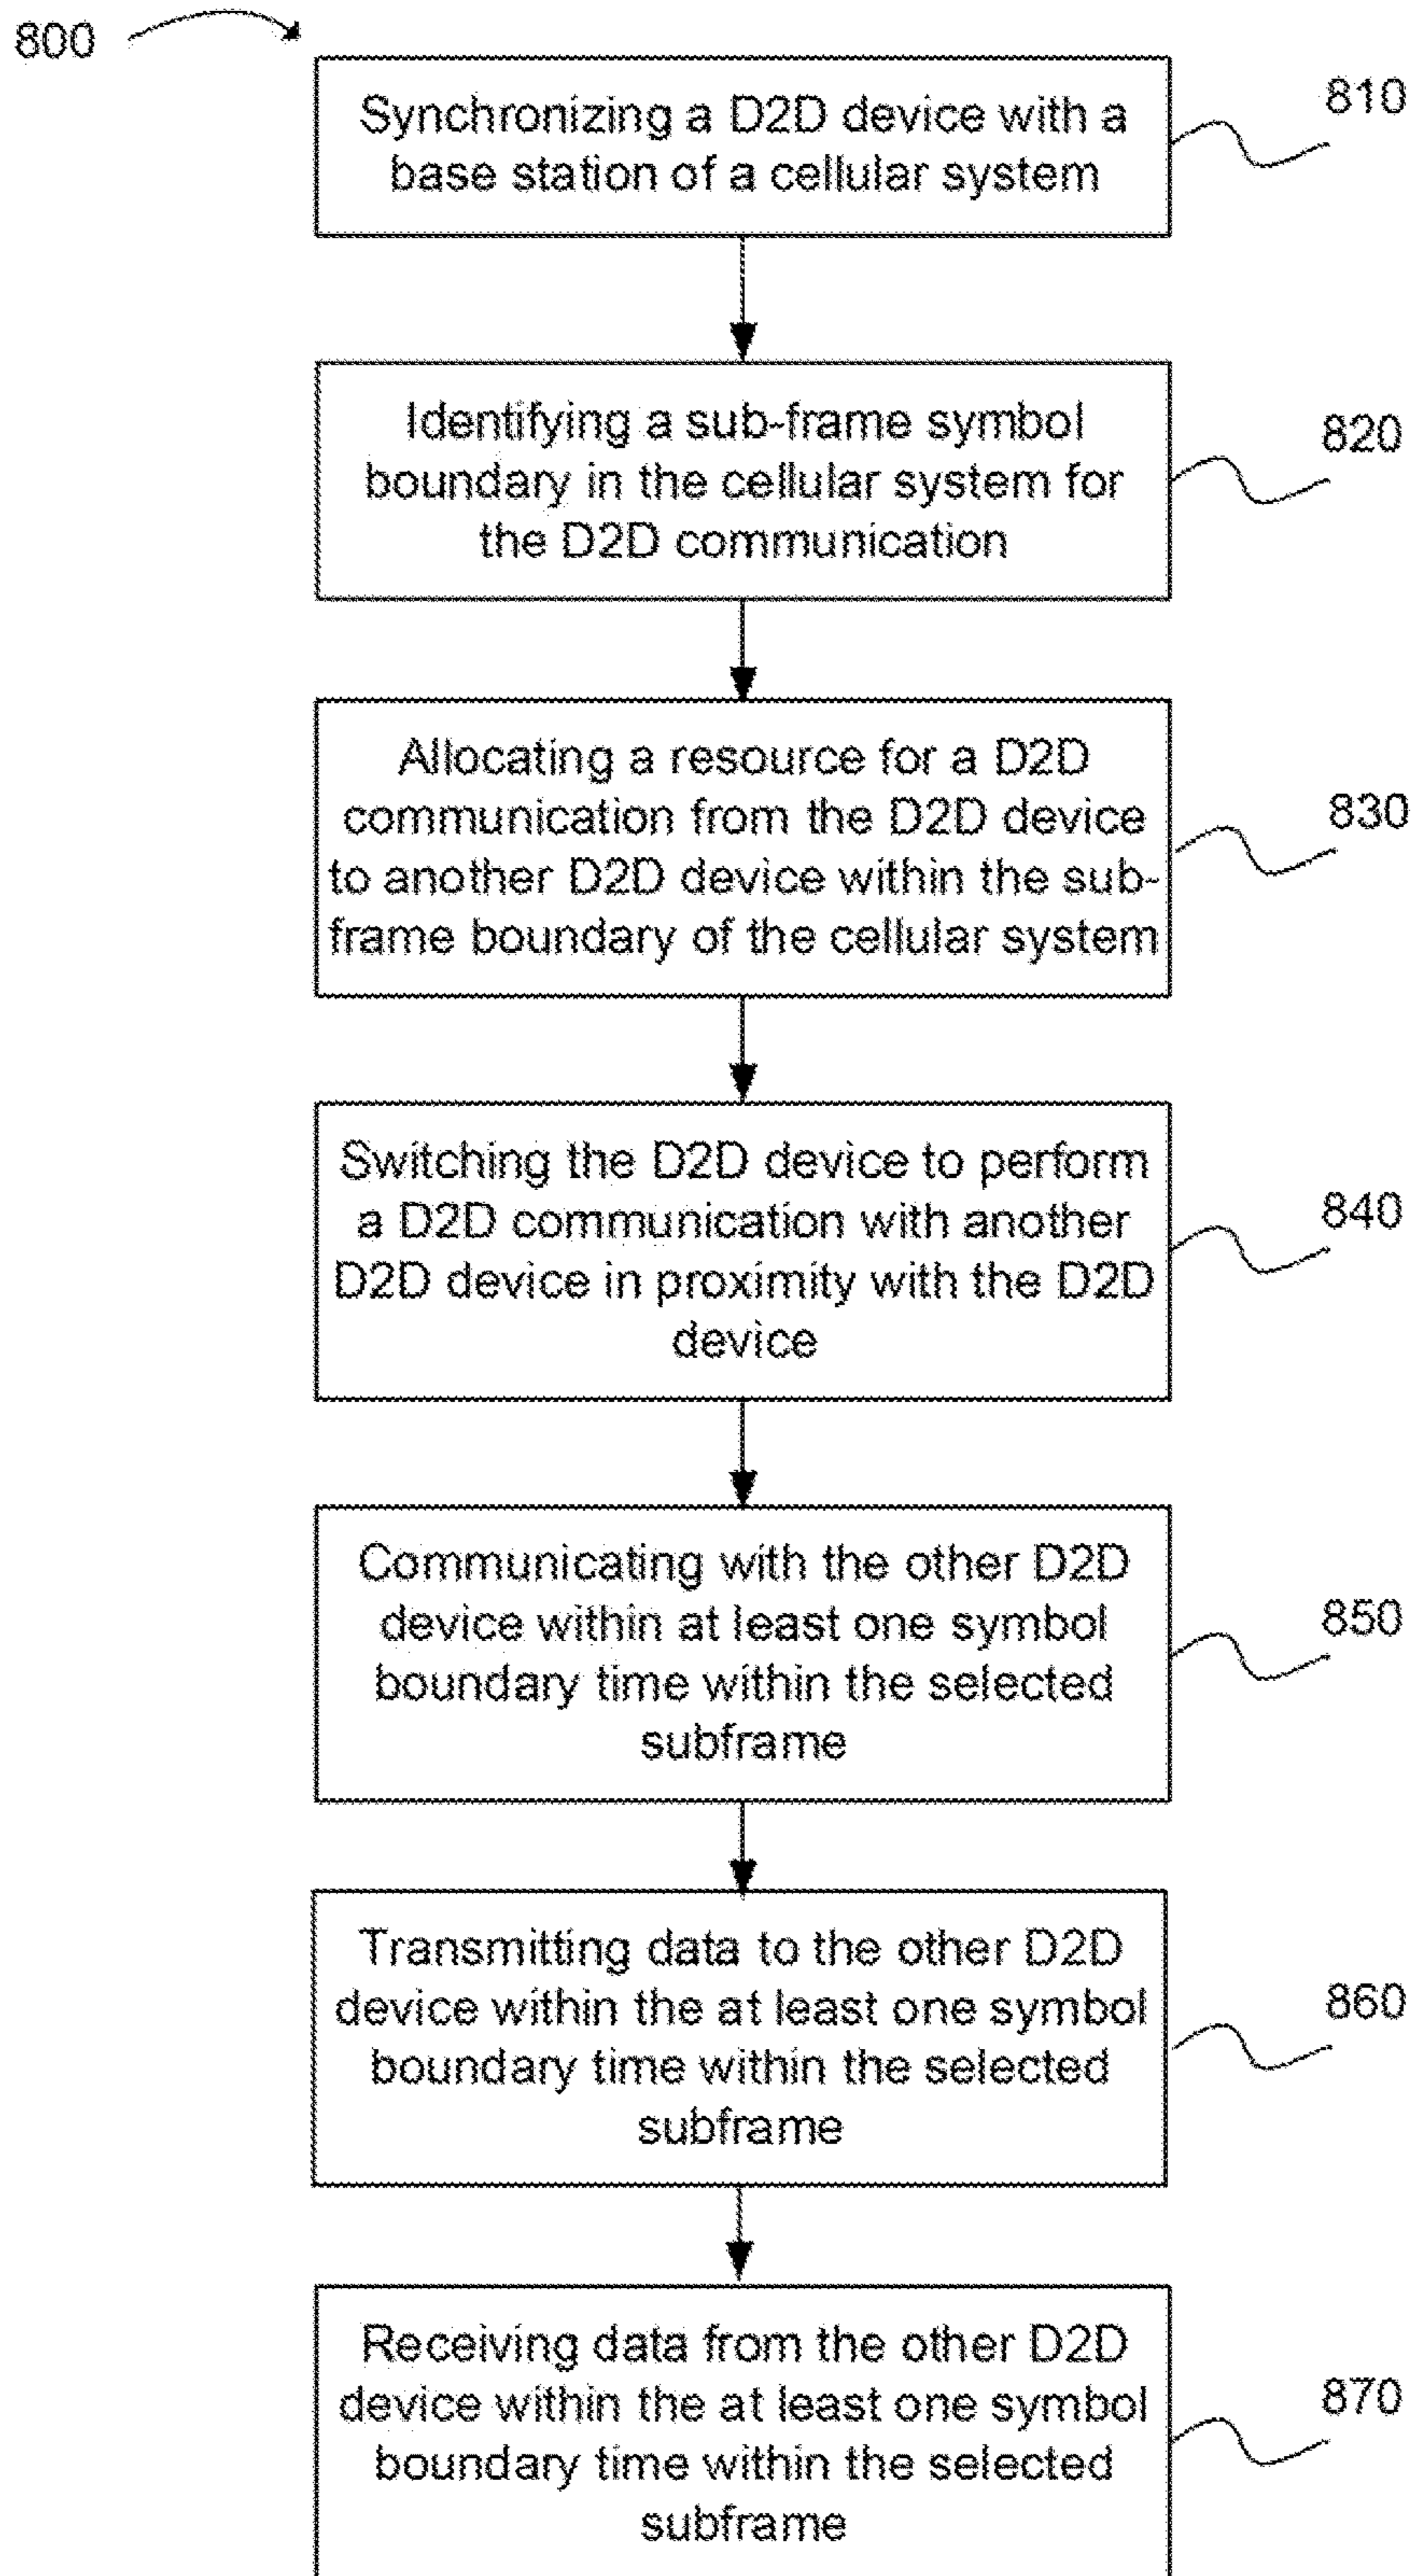 800
Synchronizing a D2D device with a
base station of a cellular system
810
Identifying a sub-frame symbol
boundary in the cellular system for
the D2D communication
820
Allocating a resource for a D2D
communication from the D2D device
to another D2D device within the sub-
frame boundary of the cellular system
830
Switching the D2D device to perform
a D2D communication with another
D2D device in proximity with the D2D
device
840
Communicating with the other D2D
device within at least one symbol
boundary time within the selected
subframe
850
Transmitting data to the other D2D
device within the at least one symbol
boundary time within the selected
subframe
860
Receiving data from the other D2D
device within the at least one symbol
boundary time within the selected
subframe
870